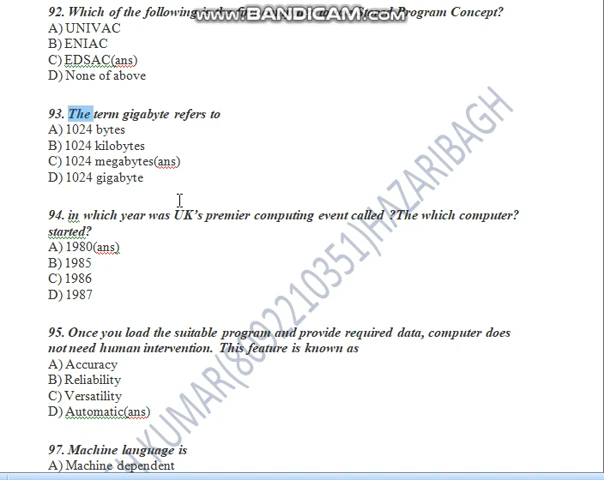 www.BANDICAM.com
92. Which of the following is the Program Concept?
A) UNIVAC
B) ENIAC
C) EDSAC(ans)
D) None of above
93. The term gigabyte refers to
A) 1024 bytes
B) 1024 kilobytes
C) 1024 megabytes(ans)
D) 1024 gigabyte
94. in which year was UK's premier computing event called ?The which computer?
started?
A) 1980(ans)
B) 1985
C) 1986
D) 1987
95. Once you load the suitable program and provide required data, computer does
not need human intervention. This feature is known as
A) Accuracy
B) Reliability
C) Versatility
D) Automatic(ans)
97. Machine language is
A) Machine dependent
KUMAR(8092210351)HAZARIBAGH